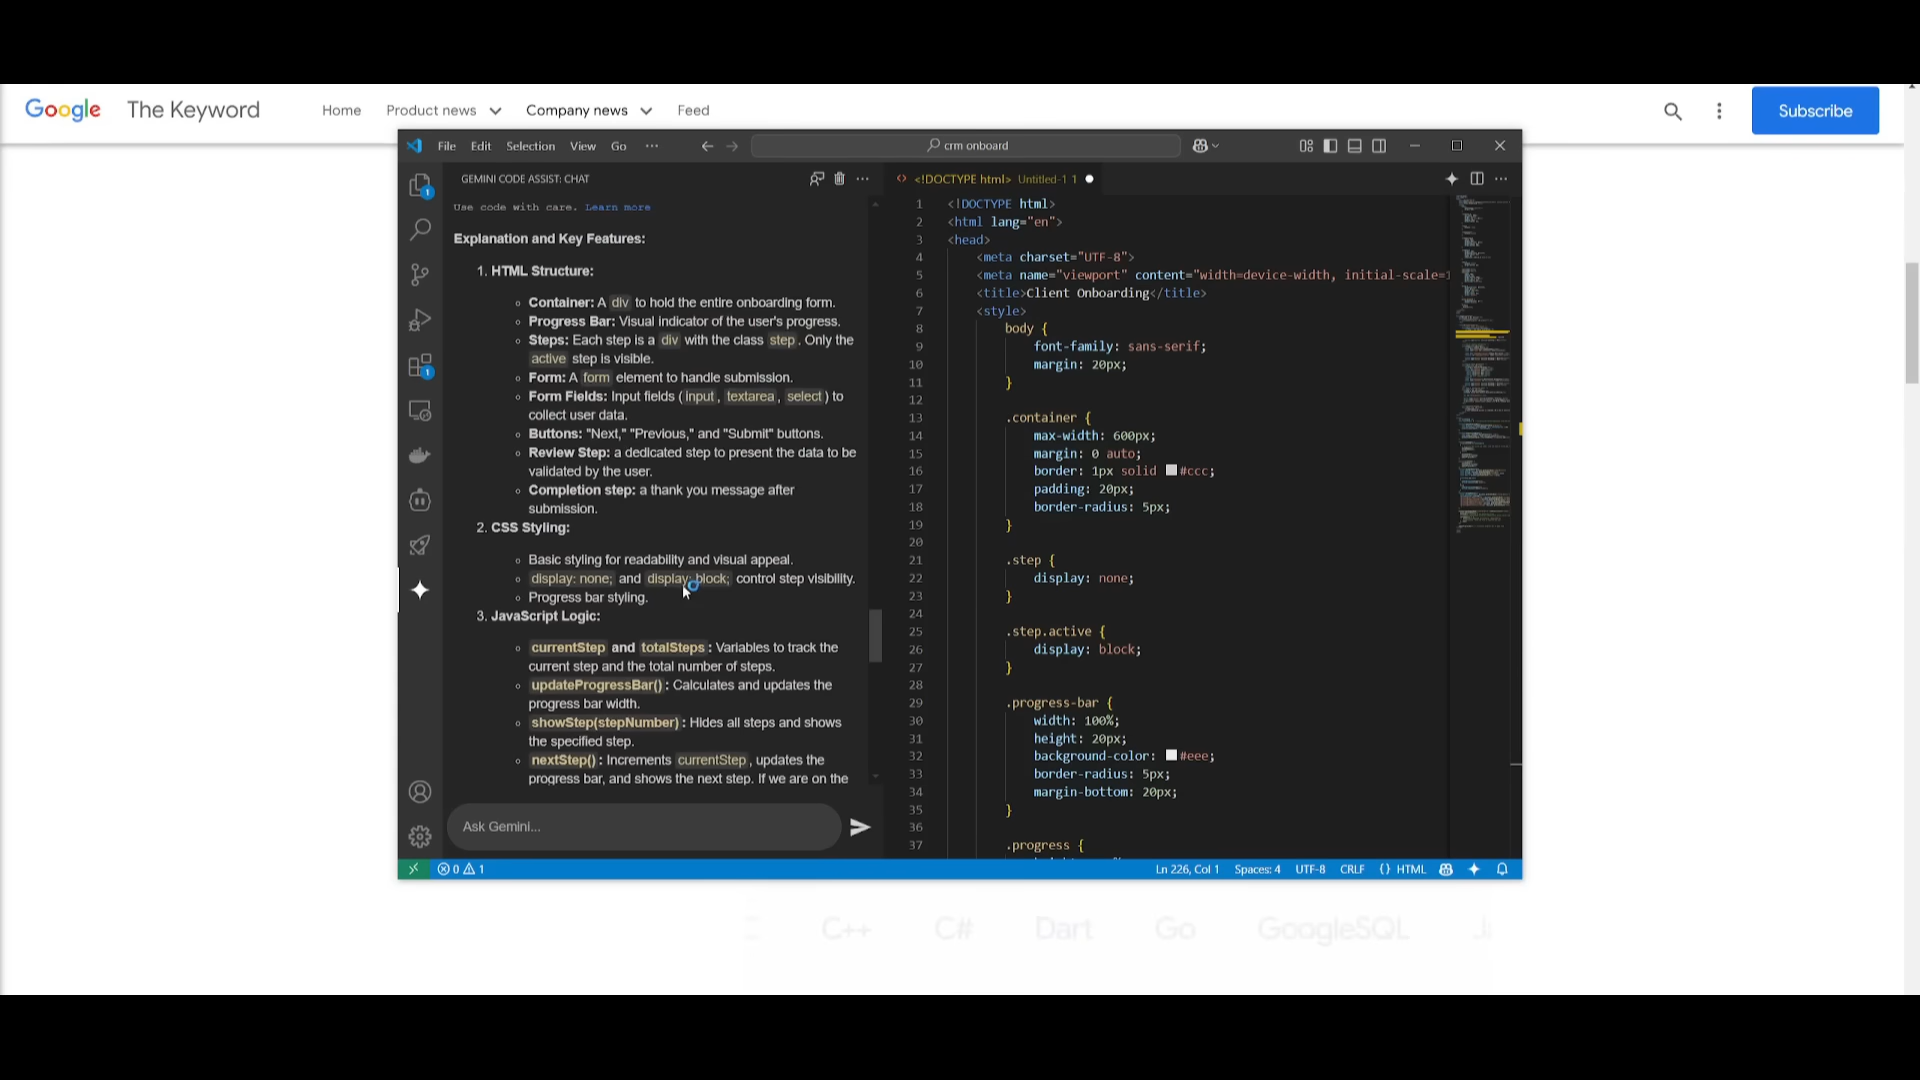 Google The Keyword Home Product news Company news Feed Subscribe
File Edit Selection View Go ··· crm onboard
GEMINI CODE ASSIST: CHAT
Use code with care. Learn more
Explanation and Key Features:
1. HTML Structure:
Container: A div to hold the entire onboarding form.
Progress Bar: Visual indicator of the user's progress.
Steps: Each step is a div with the class step. Only the
active step is visible.
Form: A form element to handle submission.
Form Fields: Input fields (input, textarea, select) to
collect user data.
Buttons: "Next," "Previous," and "Submit" buttons.
Review Step: a dedicated step to present the data to be
validated by the user.
Completion step: a thank you message after
submission.
2. CSS Styling:
Basic styling for readability and visual appeal.
display: none; and display: block; control step visibility.
Progress bar styling.
3. JavaScript Logic:
currentStep and totalSteps: Variables to track the
current step and the total number of steps.
updateProgressBar(): Calculates and updates the
progress bar width.
showStep(stepNumber): Hides all steps and shows
the specified step.
nextStep(): Increments currentStep, updates the
progress bar, and shows the next step. If we are on the
Ask Gemini...
<!DOCTYPE html> Untitled-1 1
1 <!DOCTYPE html>
2 <html lang="en">
3 <head>
4 <meta charset="UTF-8">
5 <meta name="viewport" content="width=device-width, initial-scale=1
6 <title>Client Onboarding</title>
7 <style>
8 body {
9 font-family: sans-serif;
10 margin: 20px;
11 }
12
13 .container {
14 max-width: 600px;
15 margin: 0 auto;
16 border: 1px solid #ccc;
17 padding: 20px;
18 border-radius: 5px;
19 }
20
21 .step {
22 display: none;
23 }
24
25 .step.active {
26 display: block;
27 }
28
29 .progress-bar {
30 width: 100%;
31 height: 20px;
32 background-color: #eee;
33 border-radius: 5px;
34 margin-bottom: 20px;
35 }
36
37 .progress {
0 1 Ln 226, Col 1 Spaces: 4 UTF-8 CRLF {} HTML
C++ C# Dart Go GoogleSQL